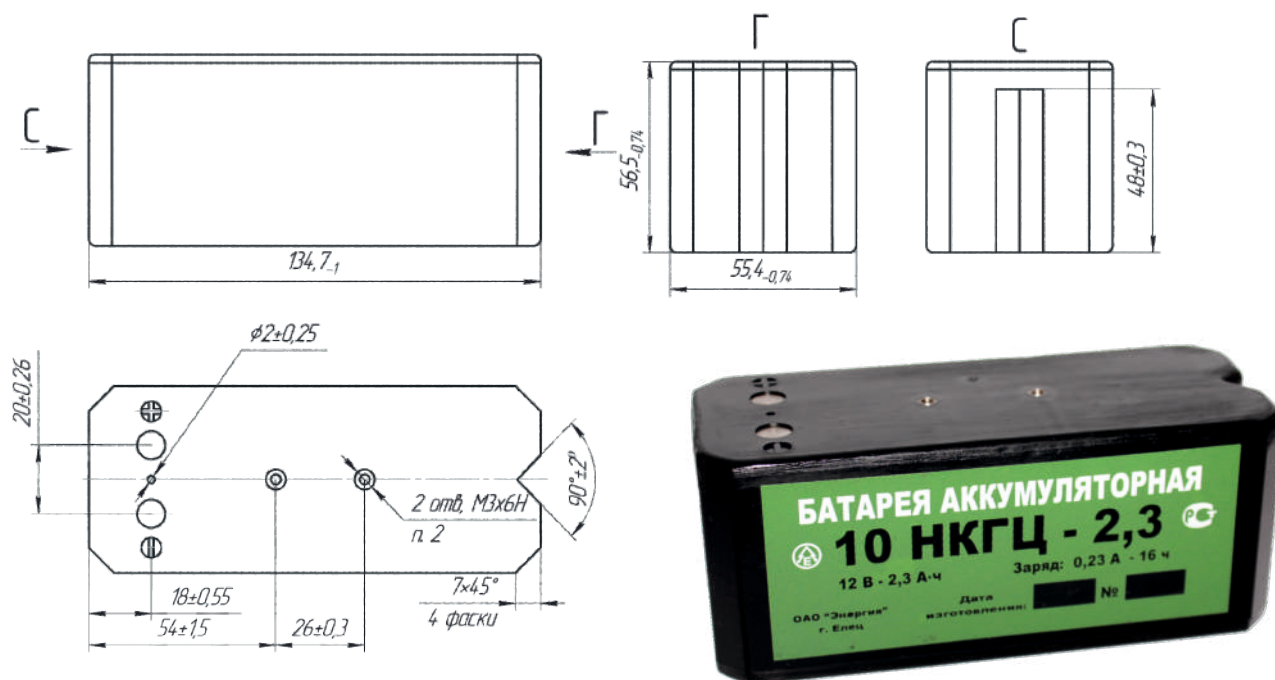 С
Г
Г
С
134,7-1
56,5-0,74
55,4-0,74
48±0,3
20±0,26
ϕ2±0,25
90°±2°
2 отв, М3х6Н
п. 2
18±0,55
54±1,5
26±0,3
7×45°
4 фаски
БАТАРЕЯ АККУМУЛЯТОРНАЯ
10 НКГЦ - 2,3
12 В - 2,3 А·ч
Заряд: 0,23 А - 16 ч
ОАО "Энергия"
г. Елец
Дата
изготовления:
№